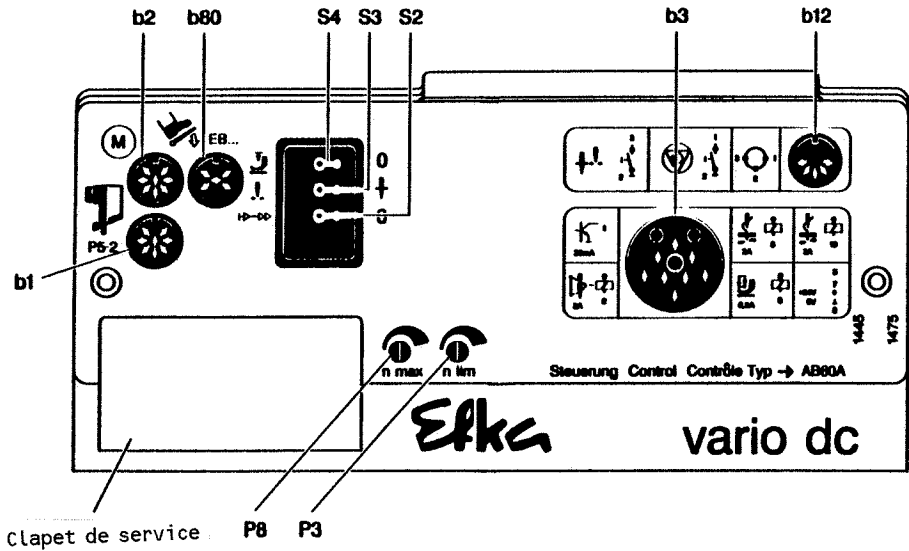 b2 b80 S4 S3 S2 b3 b12
M
EB...
0
P5-2
b1
1445
1475
n max n lim
Steuerung Control Contrôle Typ → AB60A
Efka vario dc
Clapet de service P8 P3